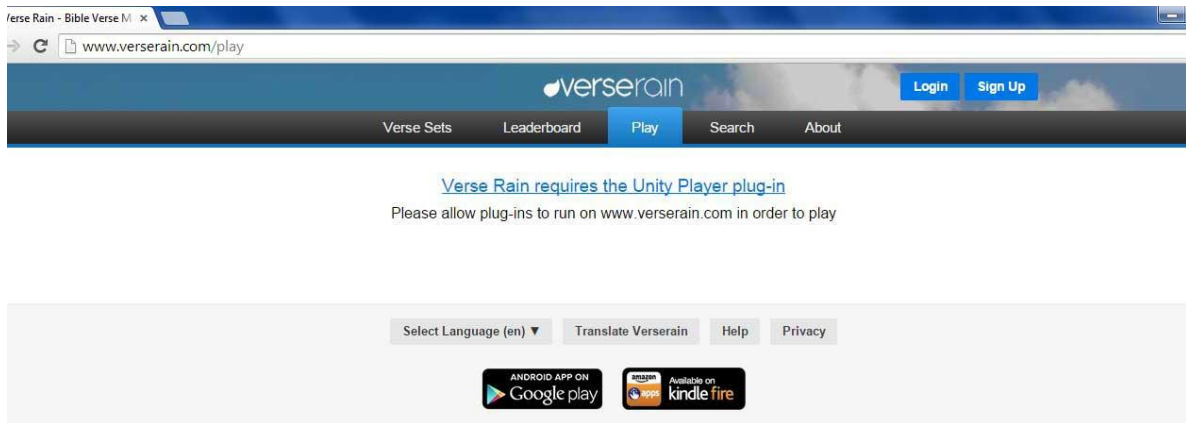 Verse Rain - Bible Verse M
www.verserain.com/play
verserain
Login Sign Up
Verse Sets Leaderboard Play Search About
Verse Rain requires the Unity Player plug-in
Please allow plug-ins to run on www.verserain.com in order to play
Select Language (en) ▼ Translate Verserain Help Privacy
ANDROID APP ON
Google play
amazon
apps
Available on
kindle fire